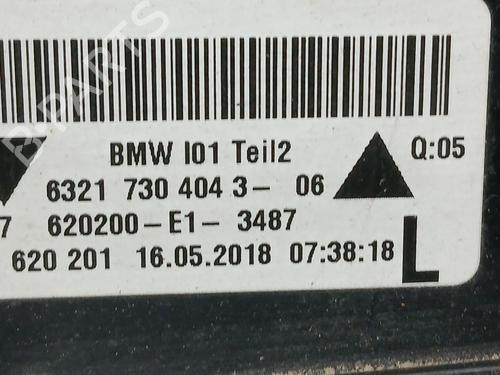 B-PARTS
BMW I01 Teil2
Q:05
6321 730 404 3- 06
7 620200-E1- 3487
620 201 16.05.2018 07:38:18
L